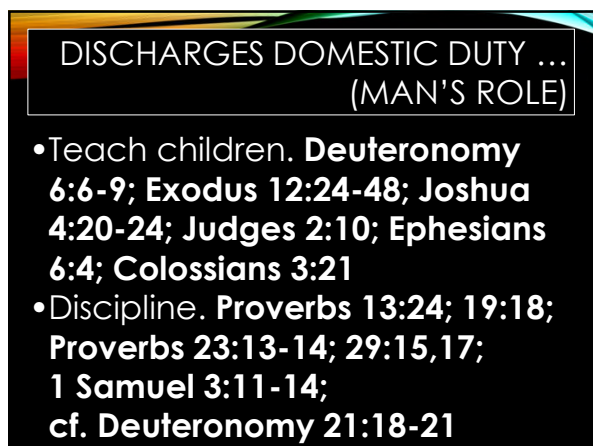 DISCHARGES DOMESTIC DUTY …
(MAN’S ROLE)
•Teach children. Deuteronomy
6:6-9; Exodus 12:24-48; Joshua
4:20-24; Judges 2:10; Ephesians
6:4; Colossians 3:21
•Discipline. Proverbs 13:24; 19:18;
Proverbs 23:13-14; 29:15,17;
1 Samuel 3:11-14;
cf. Deuteronomy 21:18-21